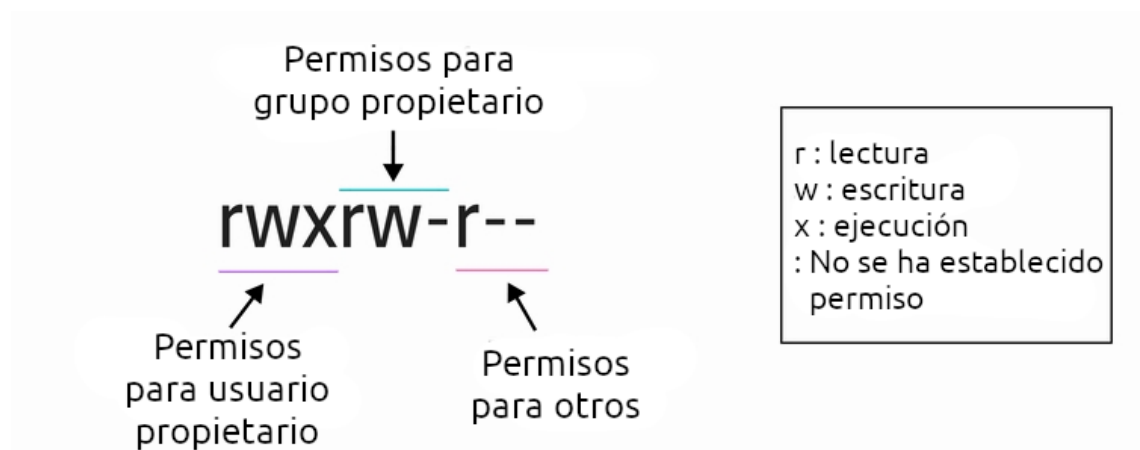 Permisos para
grupo propietario
rwxrw-r--
Permisos
para usuario
propietario
Permisos
para otros
r : lectura
w : escritura
x : ejecución
: No se ha establecido
permiso